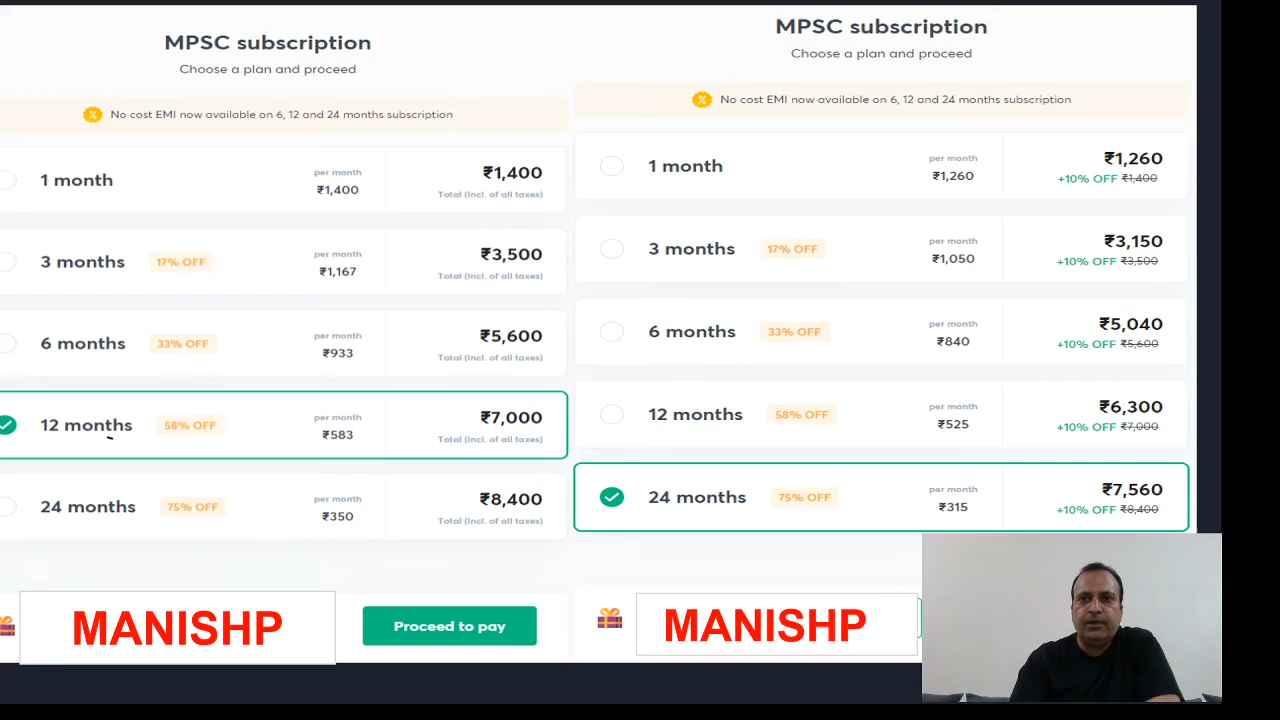 MPSC subscription
Choose a plan and proceed
No cost EMI now available on 6, 12 and 24 months subscription
1 month
per month
₹1,400
₹1,400
Total (Incl. of all taxes)
3 months
17% OFF
per month
₹1,167
₹3,500
Total (Incl. of all taxes)
6 months
33% OFF
per month
₹933
₹5,600
Total (Incl. of all taxes)
12 months
58% OFF
per month
₹583
₹7,000
Total (Incl. of all taxes)
24 months
75% OFF
per month
₹350
₹8,400
Total (Incl. of all taxes)
MANISHP
Proceed to pay
MPSC subscription
Choose a plan and proceed
No cost EMI now available on 6, 12 and 24 months subscription
1 month
per month
₹1,260
₹1,260
+10% OFF ₹1,400
3 months
17% OFF
per month
₹1,050
₹3,150
+10% OFF ₹3,500
6 months
33% OFF
per month
₹840
₹5,040
+10% OFF ₹5,600
12 months
58% OFF
per month
₹525
₹6,300
+10% OFF ₹7,000
24 months
75% OFF
per month
₹315
₹7,560
+10% OFF ₹8,400
MANISHP